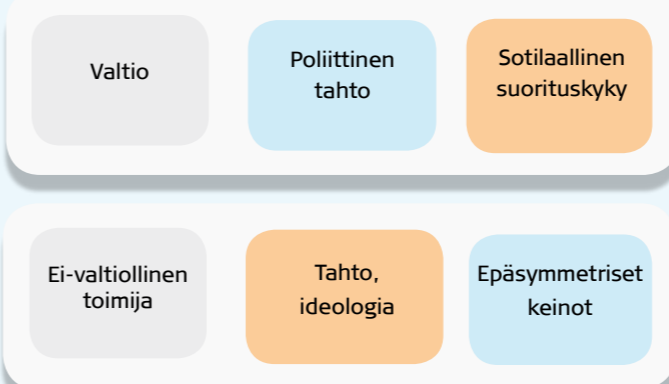 Valtio
Poliittinen
tahto
Sotilaallinen
suorituskyky
Ei-valtiollinen
toimija
Tahto,
ideologia
Epäsymmetriset
keinot